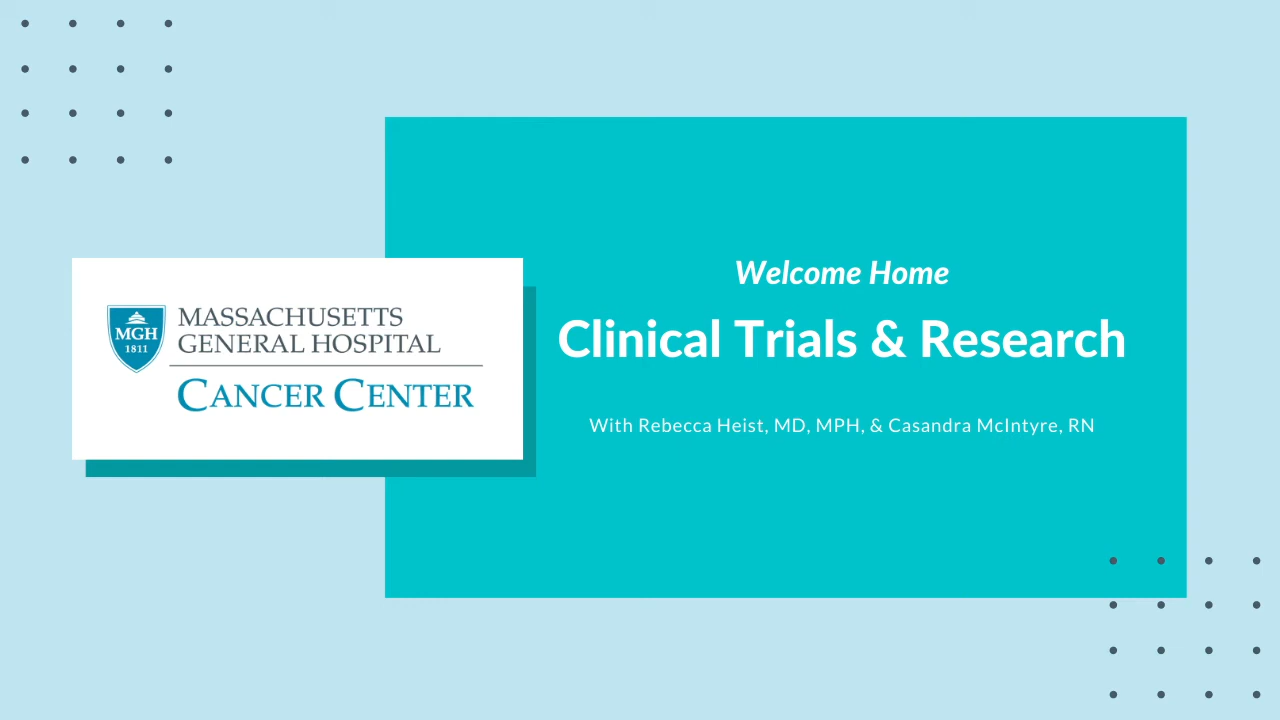 MGH
1811
MASSACHUSETTS
GENERAL HOSPITAL
CANCER CENTER
Welcome Home
Clinical Trials & Research
With Rebecca Heist, MD, MPH, & Casandra McIntyre, RN